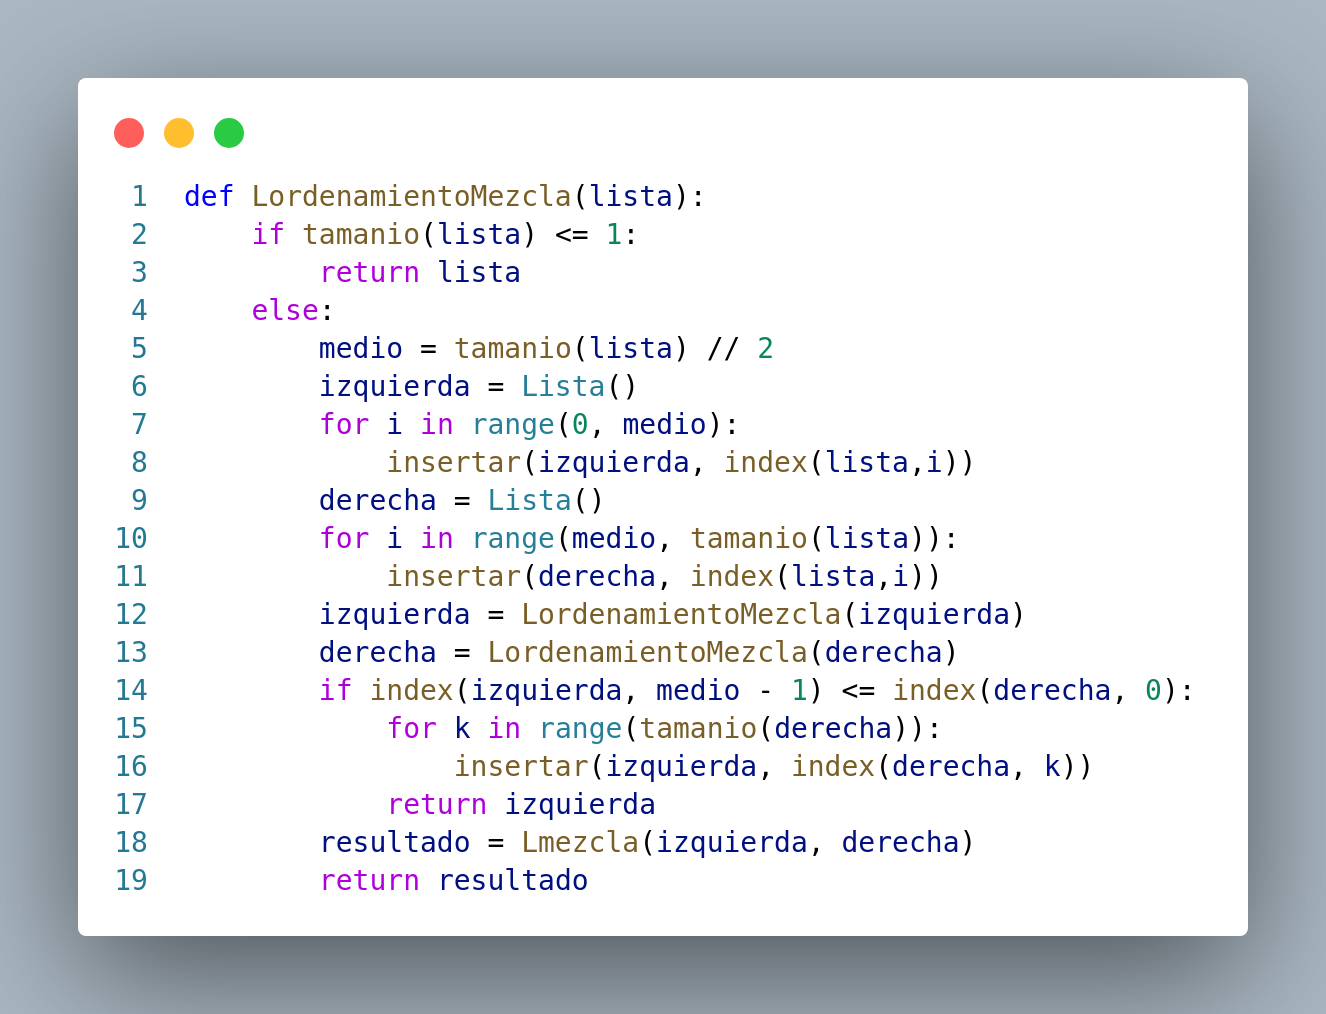 1 def LordenamientoMezcla(lista):
2     if tamanio(lista) <= 1:
3         return lista
4     else:
5         medio = tamanio(lista) // 2
6         izquierda = Lista()
7         for i in range(0, medio):
8             insertar(izquierda, index(lista,i))
9         derecha = Lista()
10         for i in range(medio, tamanio(lista)):
11             insertar(derecha, index(lista,i))
12         izquierda = LordenamientoMezcla(izquierda)
13         derecha = LordenamientoMezcla(derecha)
14         if index(izquierda, medio - 1) <= index(derecha, 0):
15             for k in range(tamanio(derecha)):
16                 insertar(izquierda, index(derecha, k))
17             return izquierda
18         resultado = Lmezcla(izquierda, derecha)
19         return resultado